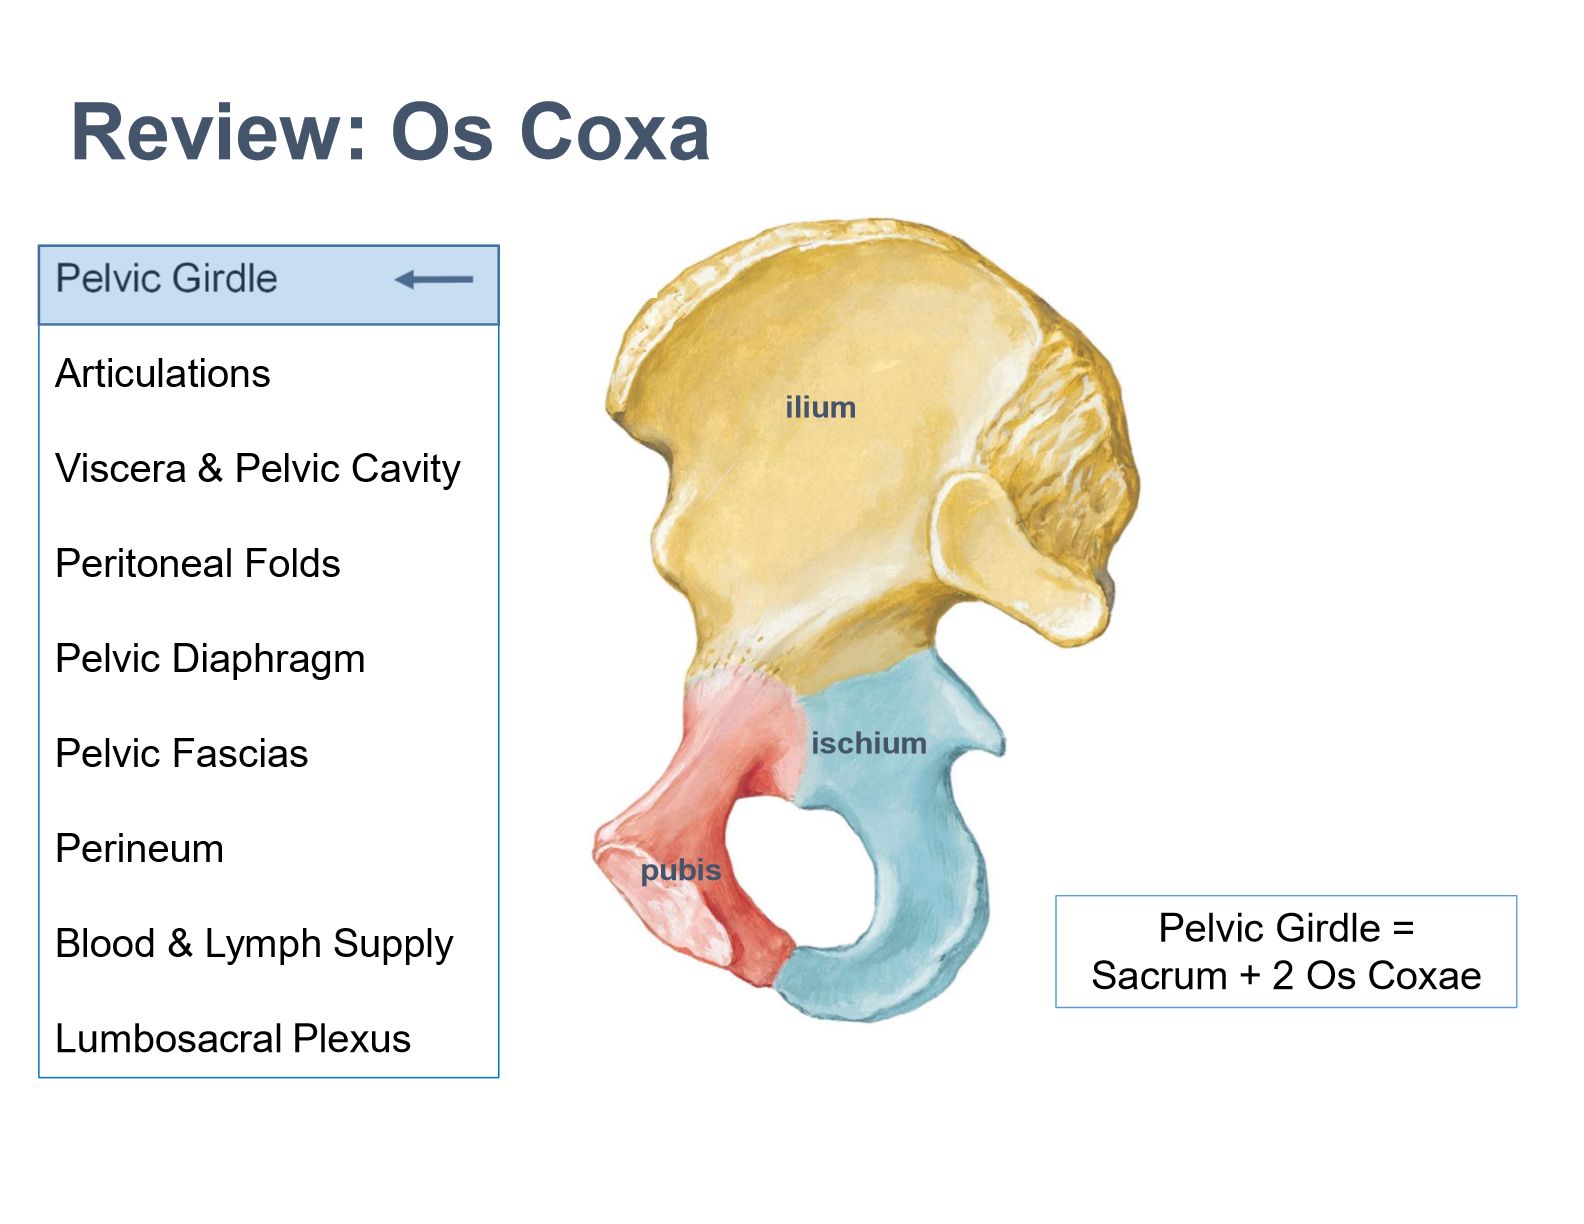 Review: Os Coxa
Pelvic Girdle
Articulations
Viscera & Pelvic Cavity
Peritoneal Folds
Pelvic Diaphragm
Pelvic Fascias
Perineum
Blood & Lymph Supply
Lumbosacral Plexus
ilium
ischium
pubis
Pelvic Girdle =
Sacrum + 2 Os Coxae